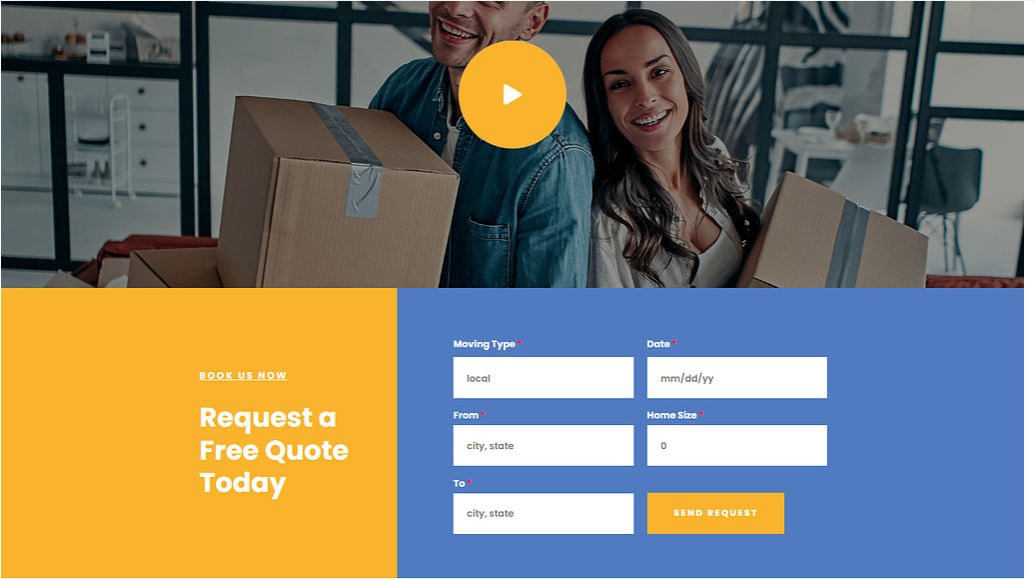 BOOK US NOW
Request a
Free Quote
Today
Moving Type *
local
Date *
mm/dd/yy
From *
city, state
Home Size *
0
To *
city, state
SEND REQUEST